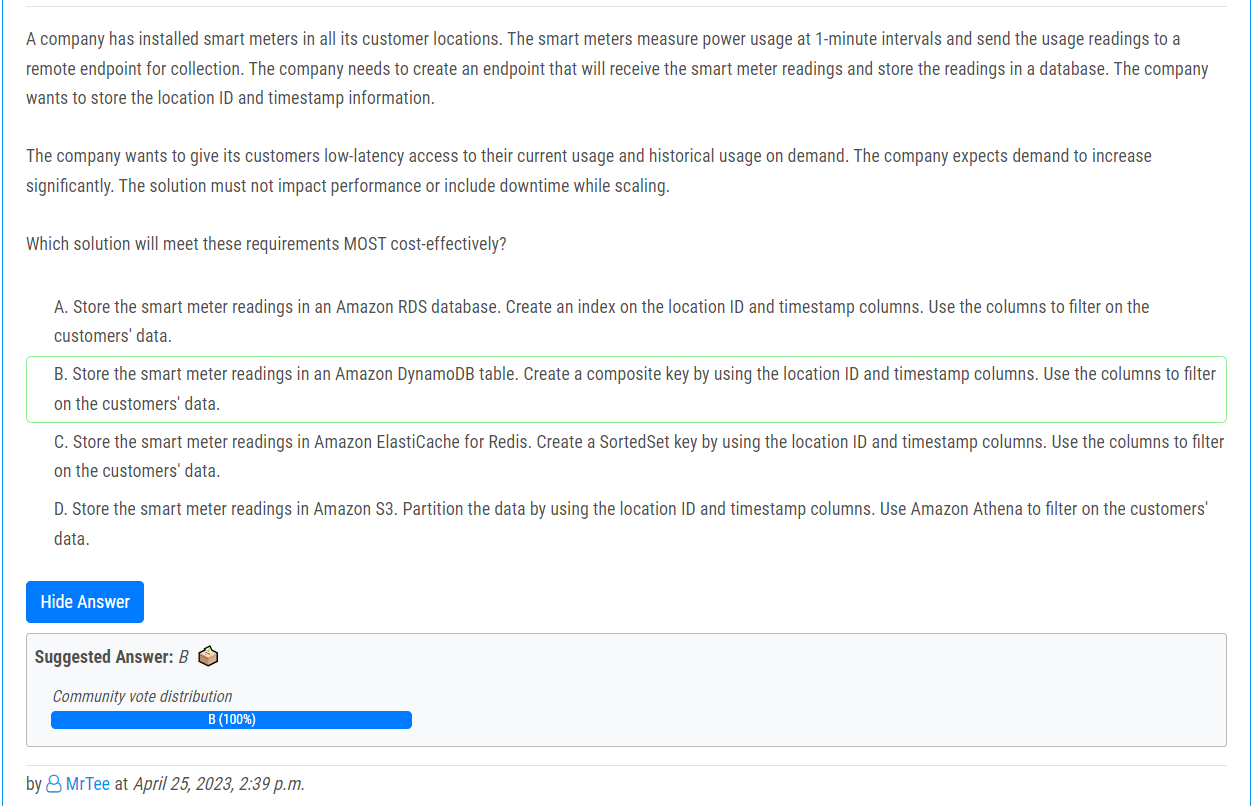 A company has installed smart meters in all its customer locations. The smart meters measure power usage at 1-minute intervals and send the usage readings to a
remote endpoint for collection. The company needs to create an endpoint that will receive the smart meter readings and store the readings in a database. The company
wants to store the location ID and timestamp information.
The company wants to give its customers low-latency access to their current usage and historical usage on demand. The company expects demand to increase
significantly. The solution must not impact performance or include downtime while scaling.
Which solution will meet these requirements MOST cost-effectively?
A. Store the smart meter readings in an Amazon RDS database. Create an index on the location ID and timestamp columns. Use the columns to filter on the
customers' data.
B. Store the smart meter readings in an Amazon DynamoDB table. Create a composite key by using the location ID and timestamp columns. Use the columns to filter
on the customers' data.
C. Store the smart meter readings in Amazon ElastiCache for Redis. Create a SortedSet key by using the location ID and timestamp columns. Use the columns to filter
on the customers' data.
D. Store the smart meter readings in Amazon S3. Partition the data by using the location ID and timestamp columns. Use Amazon Athena to filter on the customers'
data.
Hide Answer
Suggested Answer: B
Community vote distribution
B (100%)
by MrTee at April 25, 2023, 2:39 p.m.